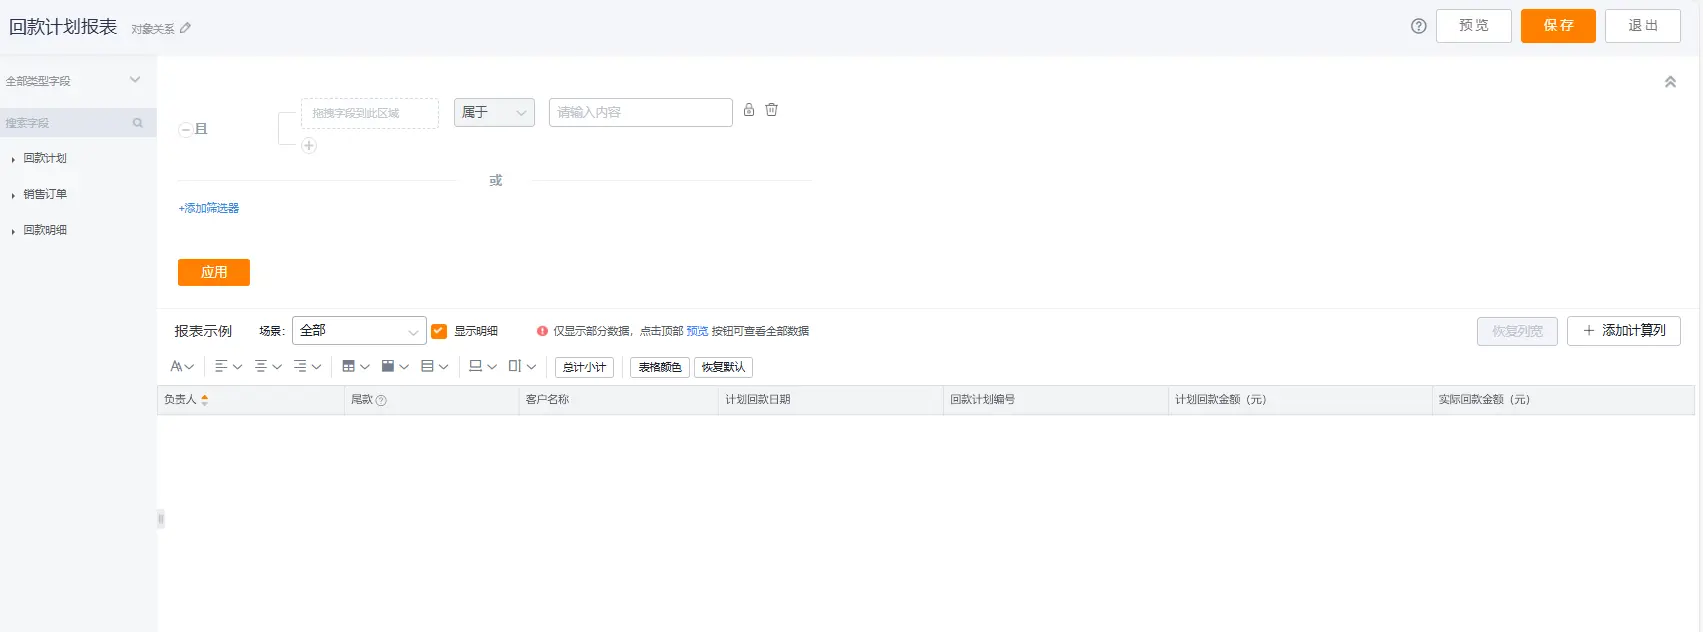 回款计划报表 对象关系 预览 保存 退出
全部类型字段
搜索字段
回款计划
销售订单
回款明细
且 拖拽字段到此区域 属于 请输入内容
或
+添加筛选器
应用
报表示例 场景: 全部 显示明细 仅显示部分数据，点击顶部 预览 按钮可查看全部数据 恢复列宽 + 添加计算列
总计小计 表格颜色 恢复默认
负责人 尾款 客户名称 计划回款日期 回款计划编号 计划回款金额（元） 实际回款金额（元）